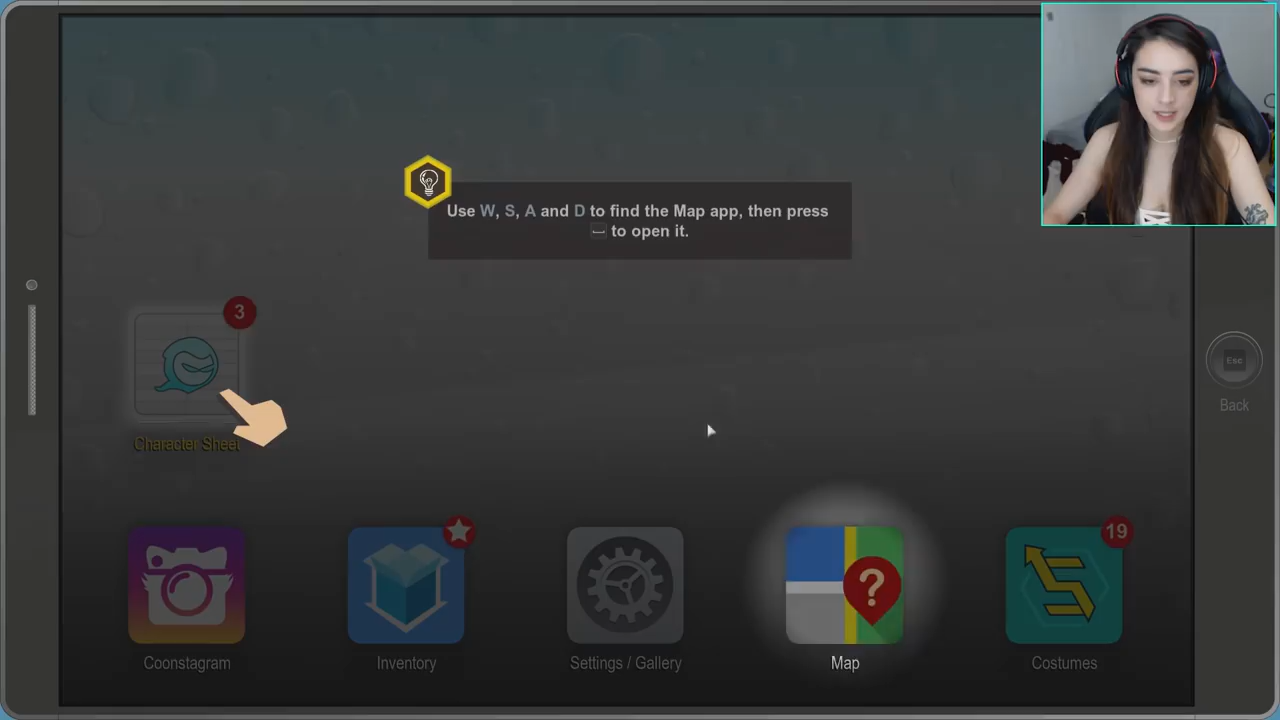 Use W, S, A and D to find the Map app, then press
to open it.
3
Character Sheet
Esc
Back
19
Coonstagram
Inventory
Settings / Gallery
Map
Costumes